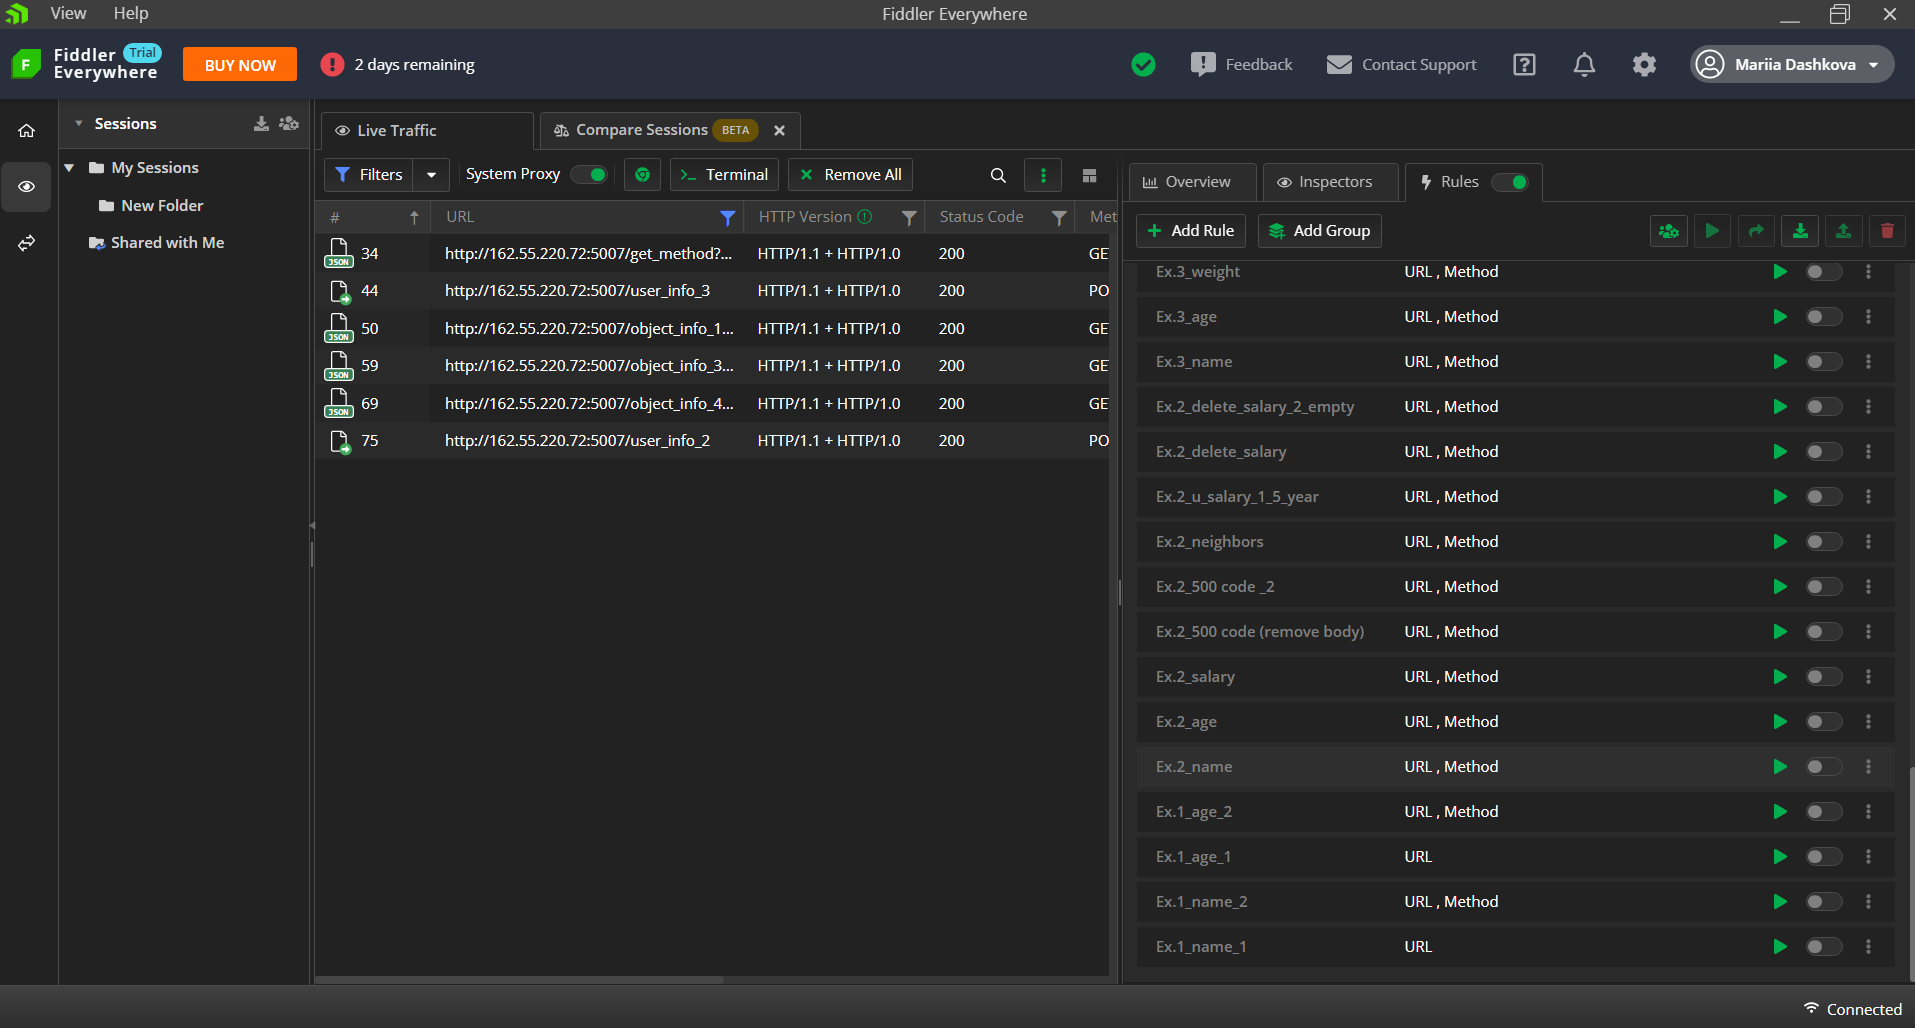 View Help Fiddler Everywhere
Fiddler Trial
Everywhere
BUY NOW
2 days remaining
Feedback
Contact Support
Mariia Dashkova
Sessions
My Sessions
New Folder
Shared with Me
Live Traffic
Compare Sessions BETA
Filters
System Proxy
Terminal
Remove All
# URL HTTP Version Status Code Met
JSON 34 http://162.55.220.72:5007/get_method?... HTTP/1.1 + HTTP/1.0 200 GE
44 http://162.55.220.72:5007/user_info_3 HTTP/1.1 + HTTP/1.0 200 PO
JSON 50 http://162.55.220.72:5007/object_info_1... HTTP/1.1 + HTTP/1.0 200 GE
JSON 59 http://162.55.220.72:5007/object_info_3... HTTP/1.1 + HTTP/1.0 200 GE
JSON 69 http://162.55.220.72:5007/object_info_4... HTTP/1.1 + HTTP/1.0 200 GE
75 http://162.55.220.72:5007/user_info_2 HTTP/1.1 + HTTP/1.0 200 PO
Overview
Inspectors
Rules
Add Rule
Add Group
Ex.3_weight URL , Method
Ex.3_age URL , Method
Ex.3_name URL , Method
Ex.2_delete_salary_2_empty URL , Method
Ex.2_delete_salary URL , Method
Ex.2_u_salary_1_5_year URL , Method
Ex.2_neighbors URL , Method
Ex.2_500 code _2 URL , Method
Ex.2_500 code (remove body) URL , Method
Ex.2_salary URL , Method
Ex.2_age URL , Method
Ex.2_name URL , Method
Ex.1_age_2 URL , Method
Ex.1_age_1 URL
Ex.1_name_2 URL , Method
Ex.1_name_1 URL
Connected